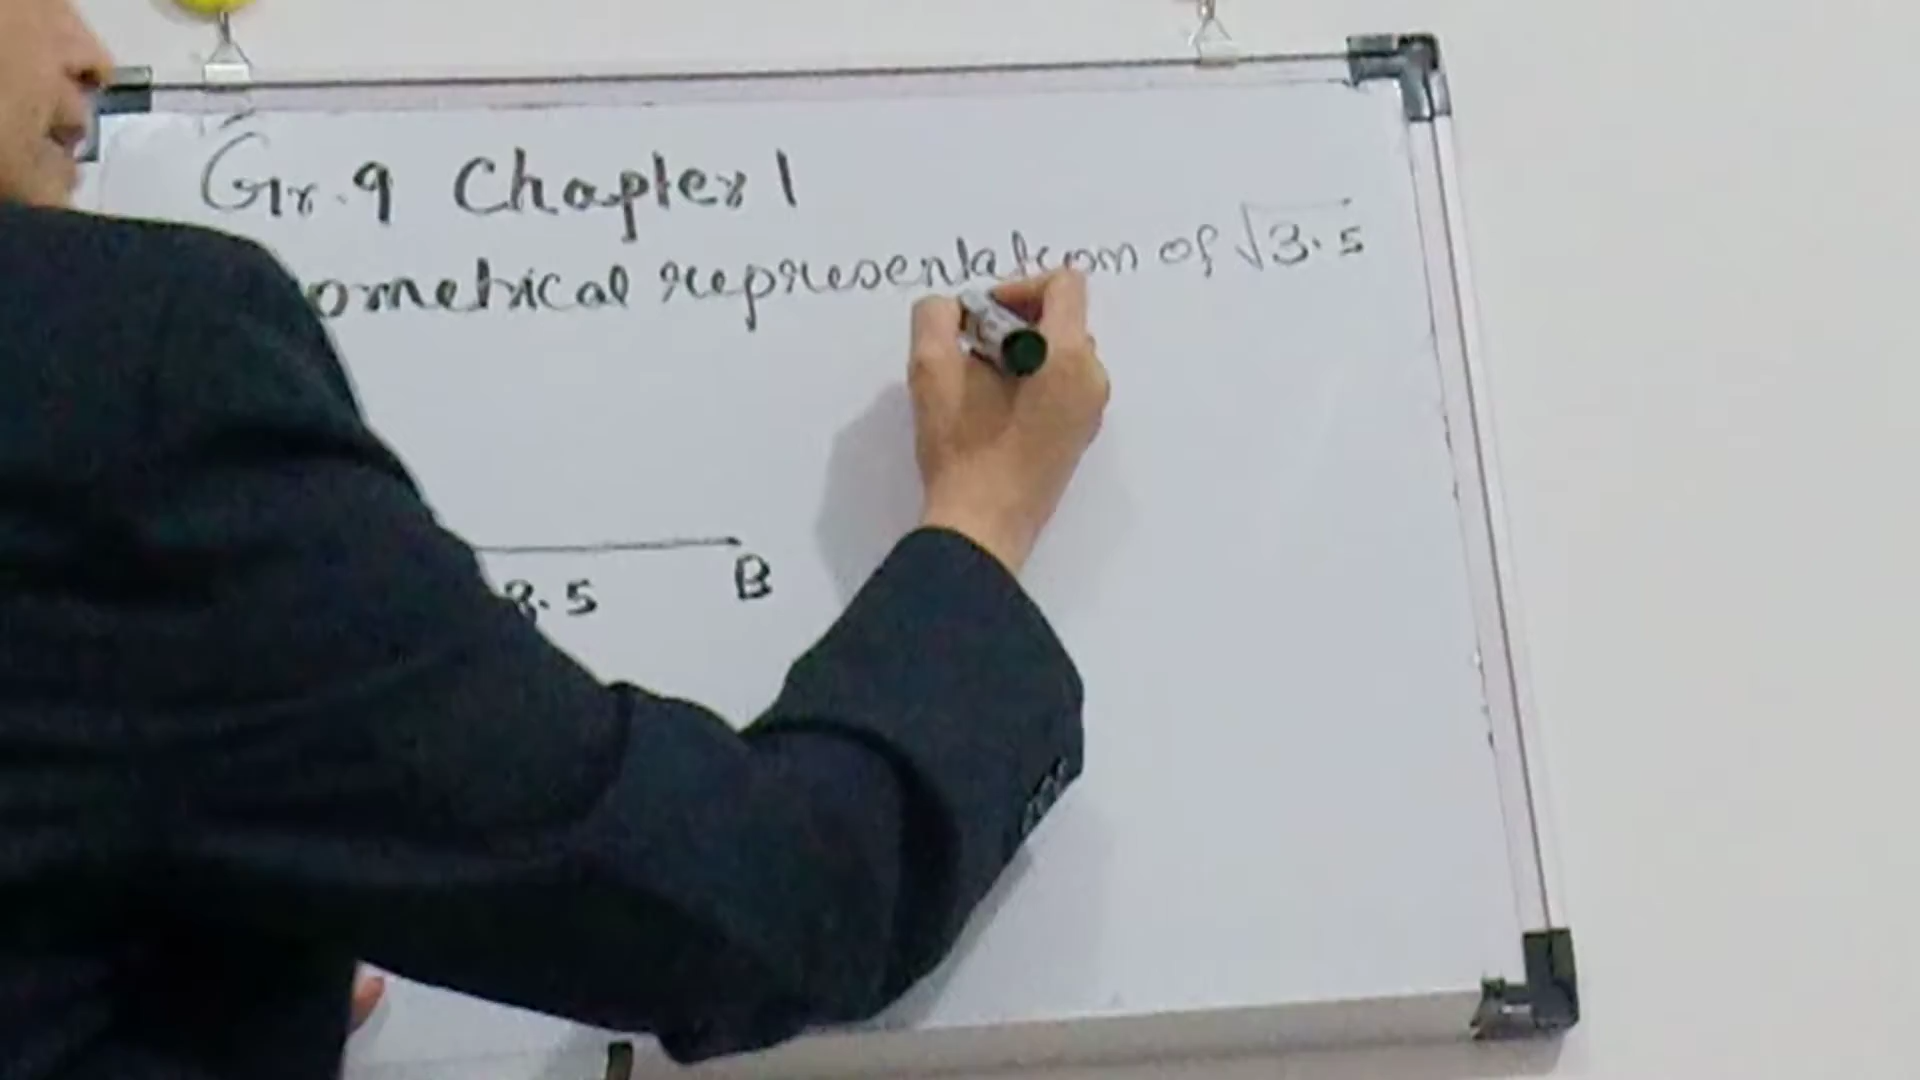 Gr. 9 Chapter 1
ometrical representation of √3.5
B
3.5